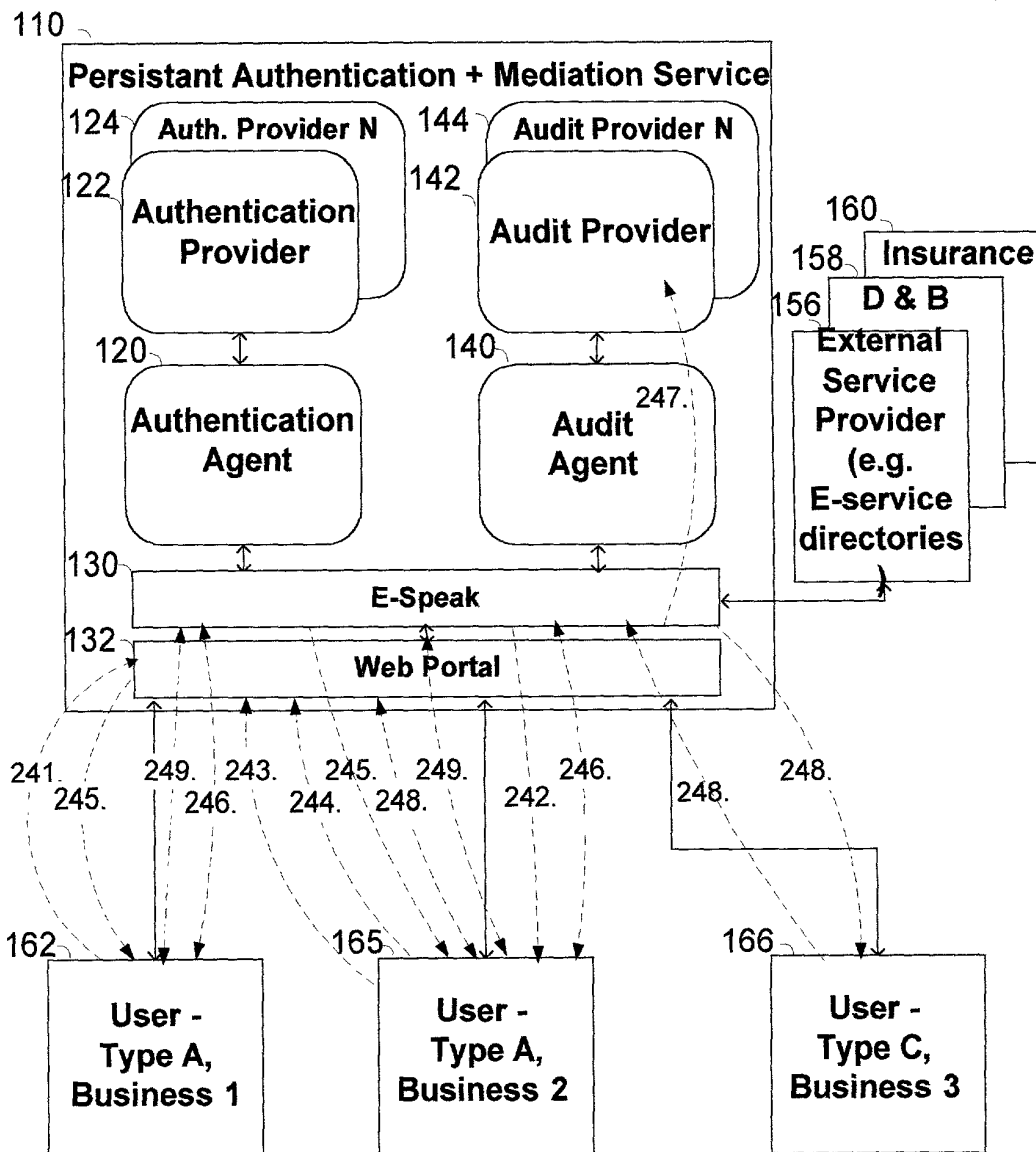 110
Persistant Authentication + Mediation Service
124
Auth. Provider N
144
Audit Provider N
122
Authentication
Provider
142
Audit Provider
160
Insurance
158
D & B
156
External
Service
Provider
(e.g.
E-service
directories
)
120
Authentication
Agent
140
Audit
Agent
247.
130
E-Speak
132
Web Portal
241.
245.
249.
246.
243.
244.
245.
248.
249.
242.
246.
248.
248.
162
User -
Type A,
Business 1
165
User -
Type A,
Business 2
166
User -
Type C,
Business 3